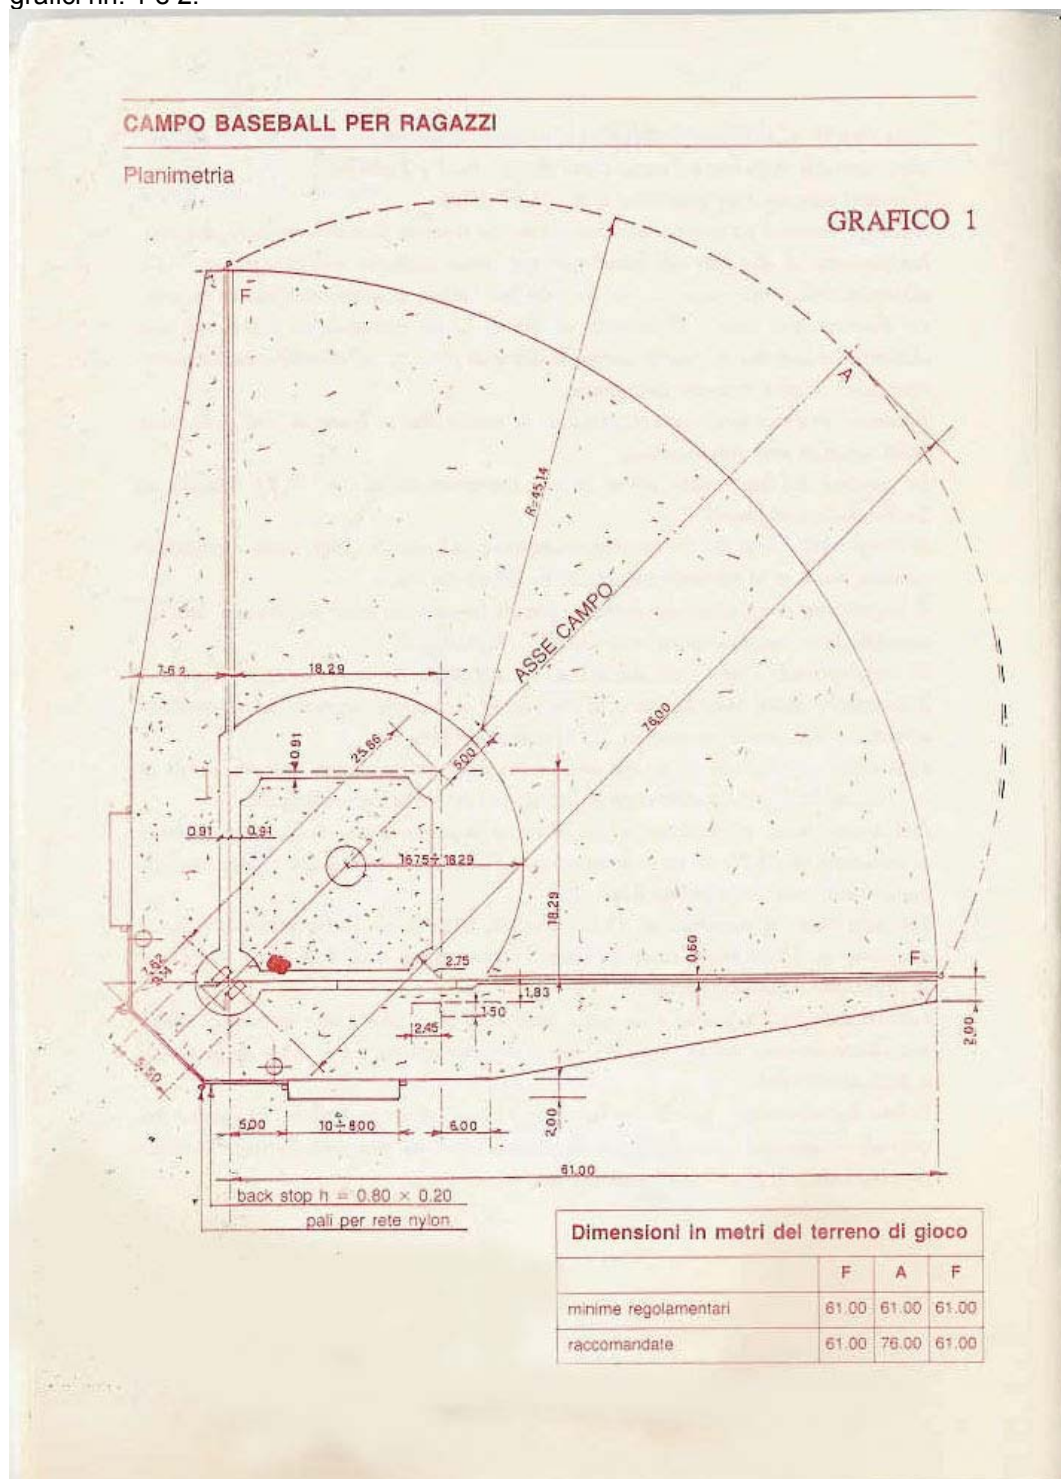 grafici nn. 1 e 2.
CAMPO BASEBALL PER RAGAZZI
Planimetria
GRAFICO 1
F
A
R=45.14
ASSE CAMPO
7.62
18.29
76.00
25.86
5.00
0.91
0.91
0.91
16.75÷18.29
18.29
0.60
F
2.75
1.83
1.50
2.45
2.00
5.50
5.00
10÷8.00
6.00
2.00
61.00
back stop h = 0.80 × 0.20
pali per rete nylon
Dimensioni in metri del terreno di gioco
F A F
minime regolamentari 61.00 61.00 61.00
raccomandate 61.00 76.00 61.00